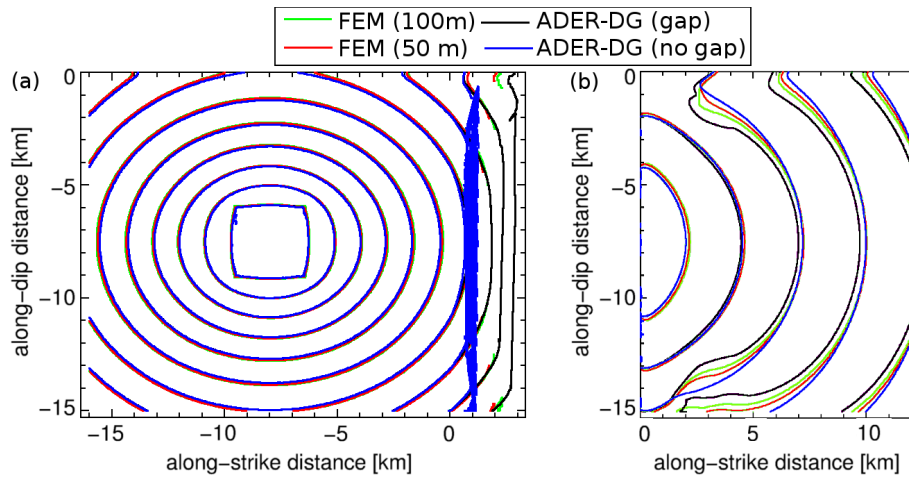 FEM (100m) ADER-DG (gap)
FEM (50 m) ADER-DG (no gap)
(a)
0
−5
−10
−15
along-dip distance [km]
−15 −10 −5 0
along-strike distance [km]
(b)
0
−5
−10
−15
along-dip distance [km]
0 5 10
along-strike distance [km]